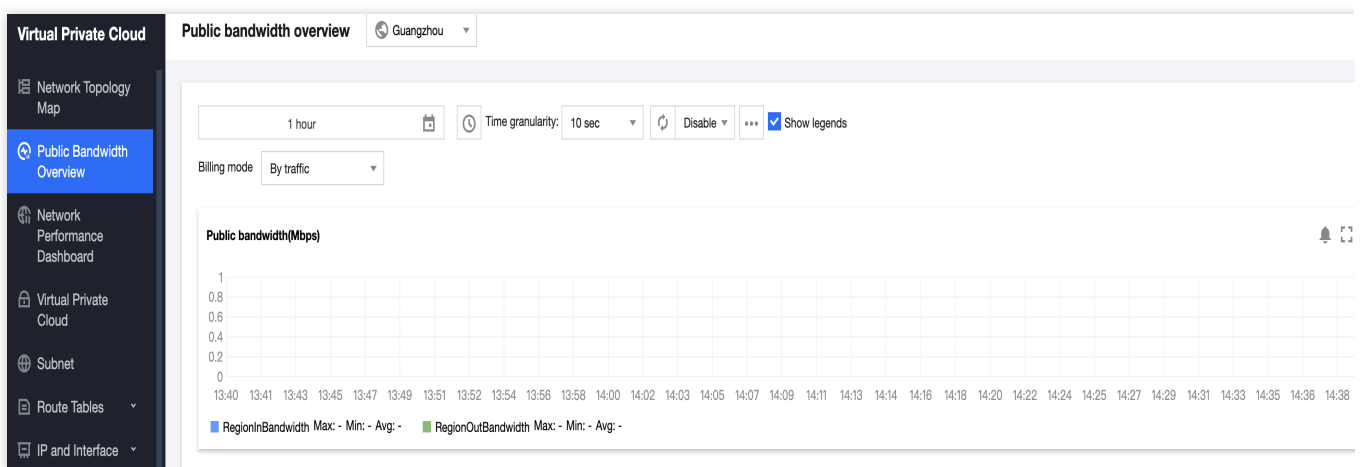 Virtual Private Cloud
Public bandwidth overview
Guangzhou
Network Topology
Map
Public Bandwidth
Overview
Network
Performance
Dashboard
Virtual Private
Cloud
Subnet
Route Tables
IP and Interface
1 hour
Time granularity: 10 sec
Disable
Show legends
Billing mode By traffic
Public bandwidth(Mbps)
1
0.8
0.6
0.4
0.2
0
13:40 13:41 13:43 13:45 13:47 13:49 13:51 13:52 13:54 13:56 13:58 14:00 14:02 14:03 14:05 14:07 14:09 14:11 14:13 14:14 14:16 14:18 14:20 14:22 14:24 14:25 14:27 14:29 14:31 14:33 14:35 14:36 14:38
RegionInBandwidth Max: - Min: - Avg: - RegionOutBandwidth Max: - Min: - Avg: -